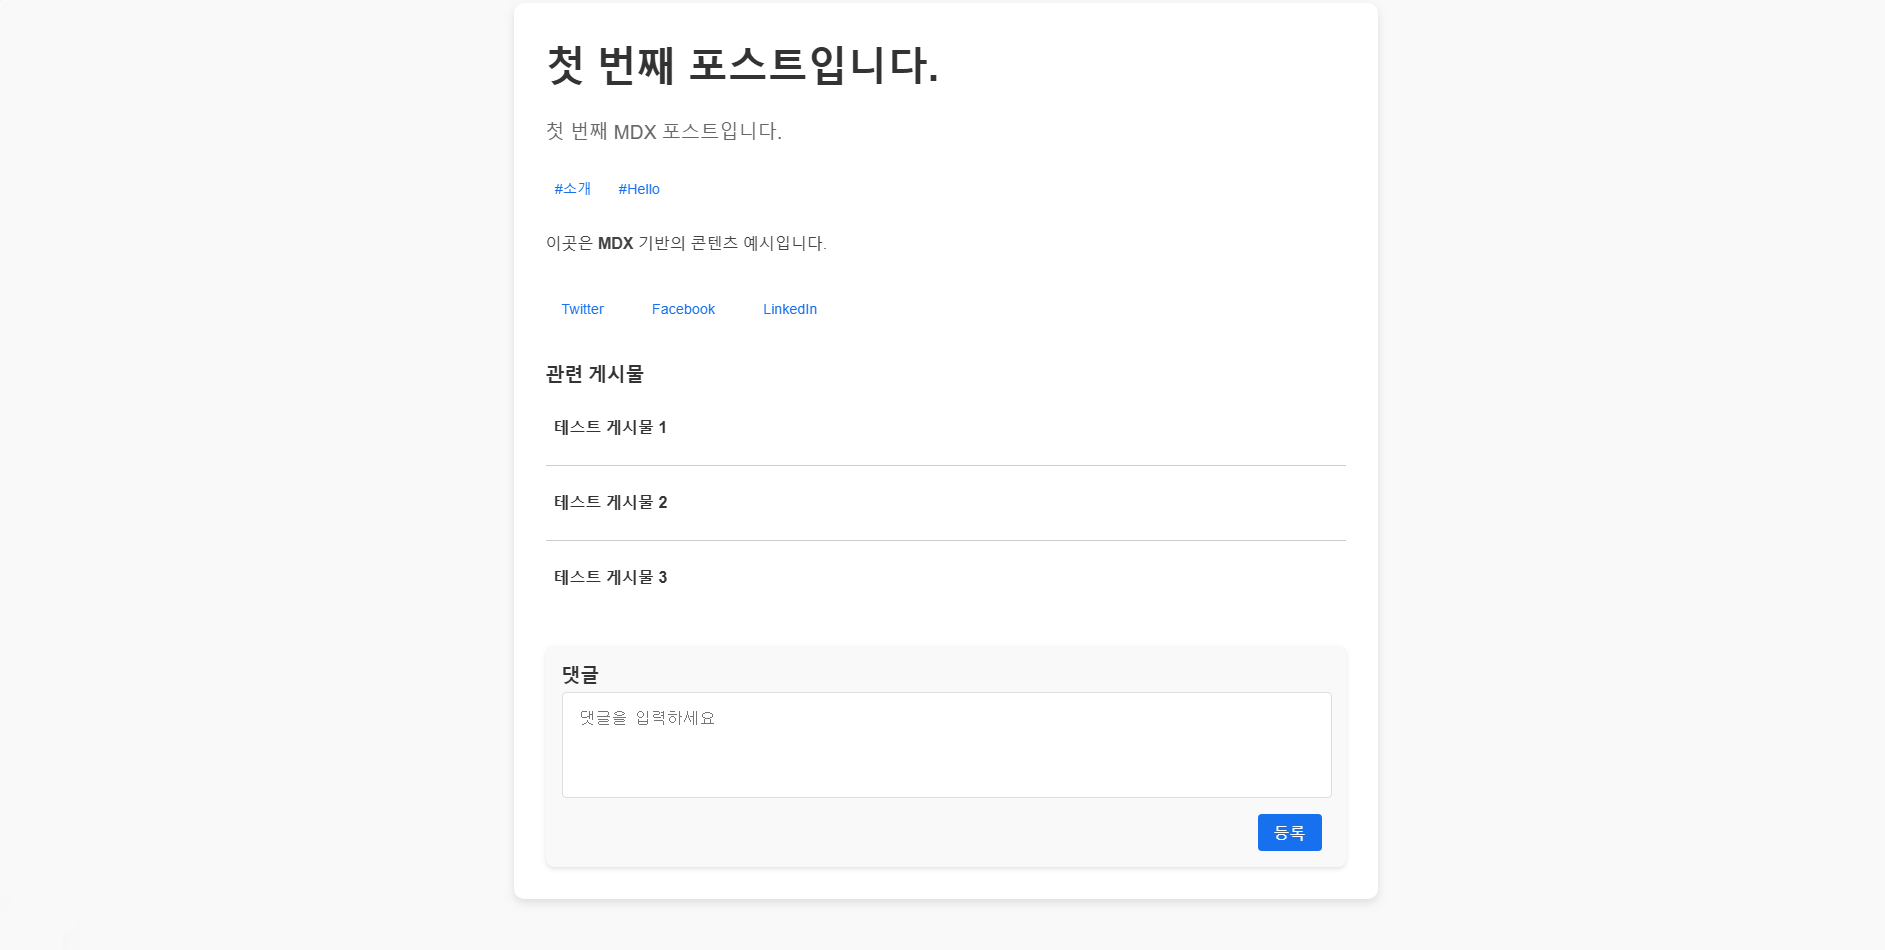 첫 번째 포스트입니다.
첫 번째 MDX 포스트입니다.
#소개 #Hello
이곳은 MDX 기반의 콘텐츠 예시입니다.
Twitter Facebook LinkedIn
관련 게시물
테스트 게시물 1
테스트 게시물 2
테스트 게시물 3
댓글
댓글을 입력하세요
등록